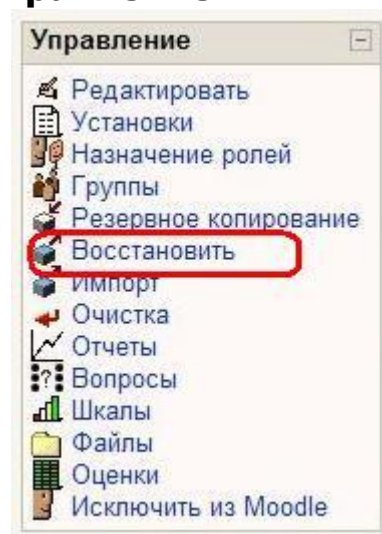 Управление
Редактировать
Установки
Назначение ролей
Группы
Резервное копирование
Восстановить
Импорт
Очистка
Отчеты
Вопросы
Шкалы
Файлы
Оценки
Исключить из Moodle